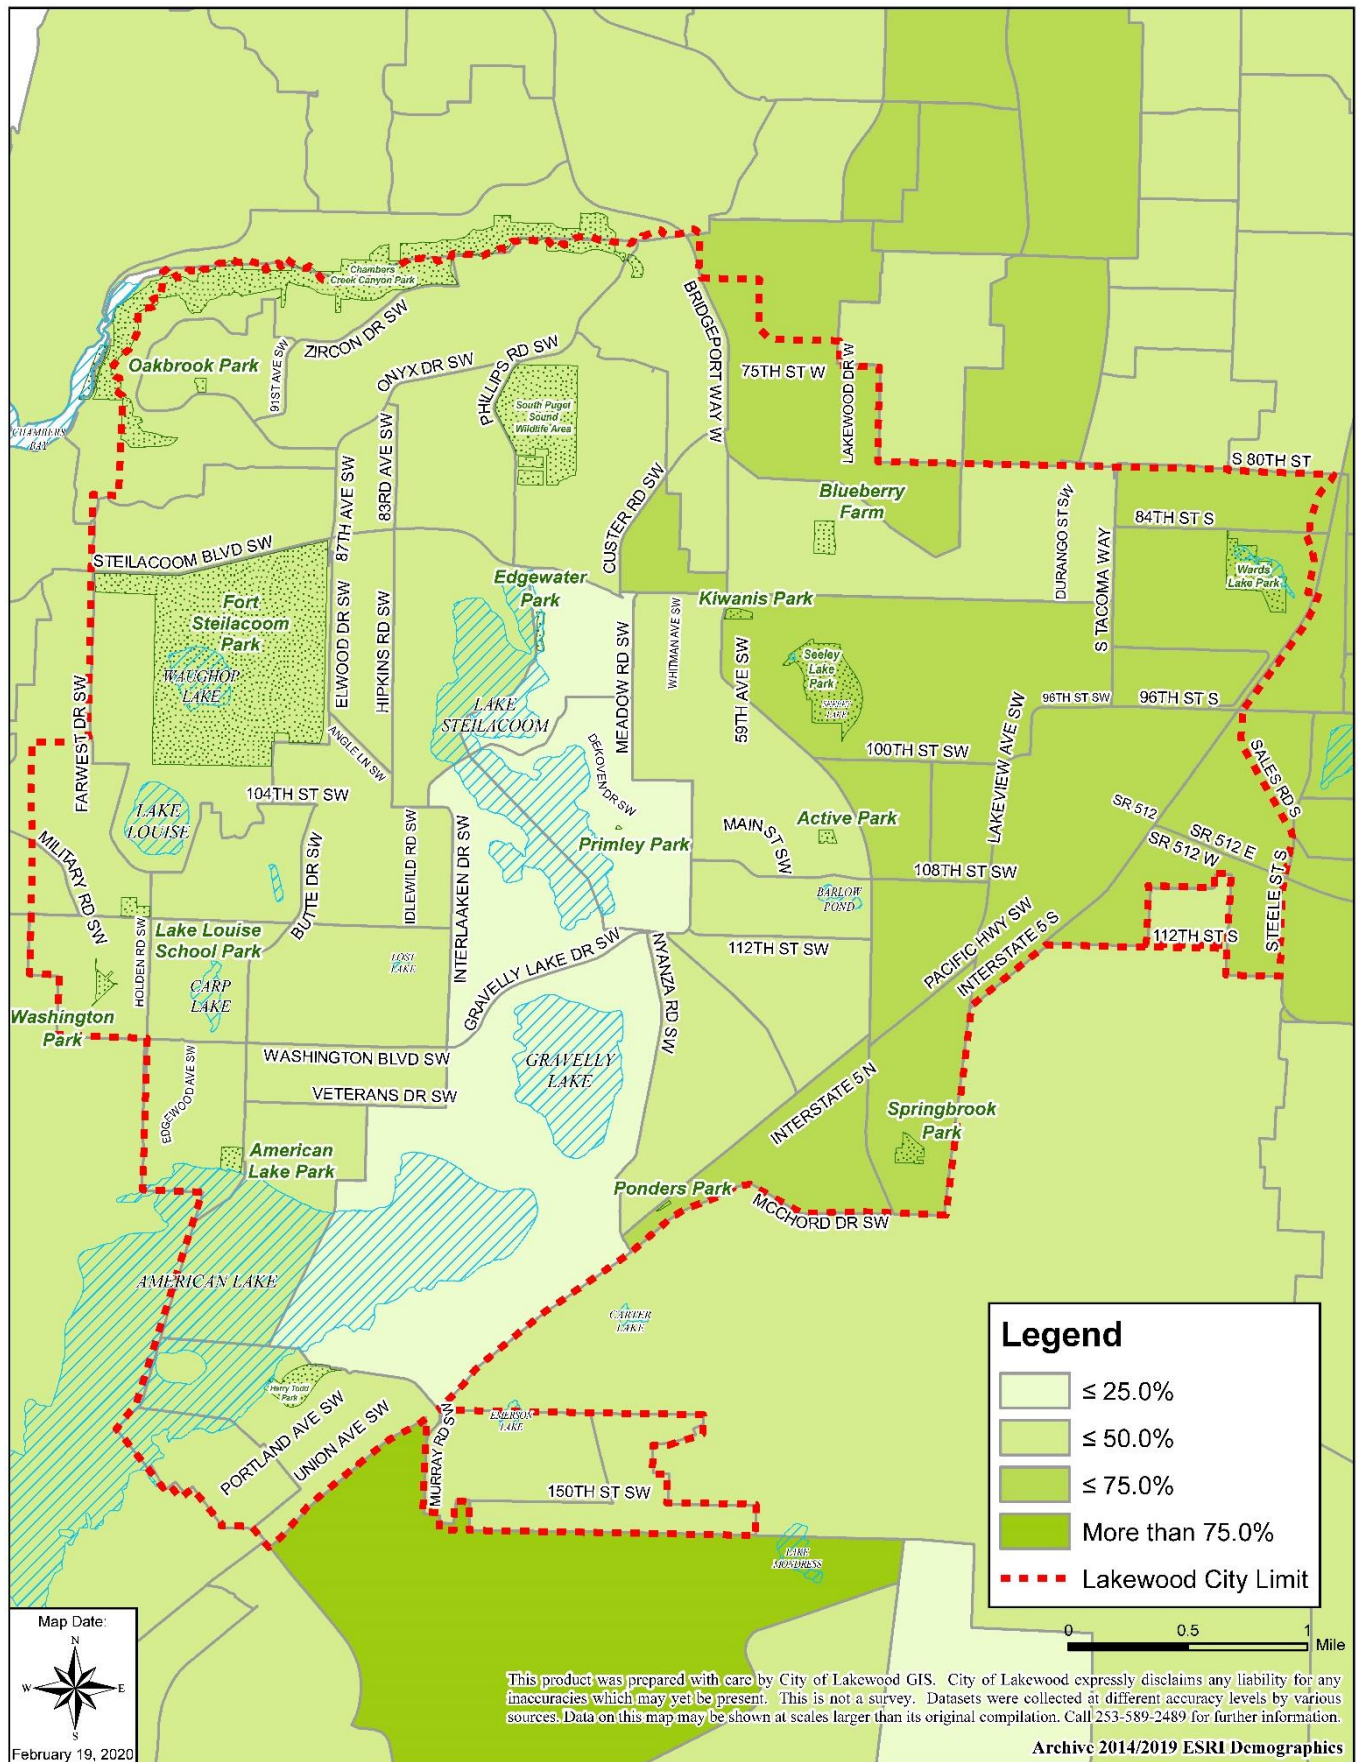 Chambers
Creek Canyon Park
ZIRCON DR SW
Oakbrook Park
91ST AVE SW
ONYX DR SW
PHILLIPS RD SW
BRIDGEPORT WAY W
75TH ST W
LAKEWOOD DR W
CHAMBERS
BAY
South Puget
Sound
Wildlife Area
83RD AVE SW
87TH AVE SW
CUSTER RD SW
S 80TH ST
Blueberry
Farm
DURANGO ST SW
84TH ST S
S TACOMA WAY
STEILACOOM BLVD SW
Edgewater
Park
Wards
Lake Park
Kiwanis Park
Fort
Steilacoom
Park
ELWOOD DR SW
HIPKINS RD SW
MEADOW RD SW
WHITMAN AVE SW
59TH AVE SW
Seeley
Lake
Park
SEELEY
LAKE
WAUGHOP
LAKE
LAKE
STEILACOOM
96TH ST SW
96TH ST S
FARWEST DR SW
ANGLE LN SW
DEKOVEN DR SW
100TH ST SW
LAKEVIEW AVE SW
SALES RD S
104TH ST SW
LAKE
LOUISE
SR 512
SR 512 E
SR 512 W
MILITARY RD SW
BUTTE DR SW
IDLEWILD RD SW
INTERLAAKEN DR SW
Primley Park
MAIN ST SW
Active Park
108TH ST SW
BARLOW
POND
STEELE ST S
HOLDEN RD SW
Lake Louise
School Park
LOST
LAKE
112TH ST SW
PACIFIC HWY SW
INTERSTATE 5 S
112TH ST S
CARP
LAKE
GRAVELLY LAKE DR SW
NYANZA RD SW
Washington
Park
WASHINGTON BLVD SW
GRAVELLY
LAKE
EDGEWOOD AVE SW
VETERANS DR SW
INTERSTATE 5 N
Springbrook
Park
American
Lake Park
Ponders Park
MCCHORD DR SW
AMERICAN LAKE
CARTER
LAKE
Harry Todd
Park
PORTLAND AVE SW
UNION AVE SW
MURRAY RD SW
EMERSON
LAKE
150TH ST SW
LAKE
MONDRESS
Legend
≤ 25.0%
≤ 50.0%
≤ 75.0%
More than 75.0%
Lakewood City Limit
0 0.5 1
Mile
Map Date:
N
W E
S
February 19, 2020
This product was prepared with care by City of Lakewood GIS. City of Lakewood expressly disclaims any liability for any
inaccuracies which may yet be present. This is not a survey. Datasets were collected at different accuracy levels by various
sources. Data on this map may be shown at scales larger than its original compilation. Call 253-589-2489 for further information.
Archive 2014/2019 ESRI Demographics